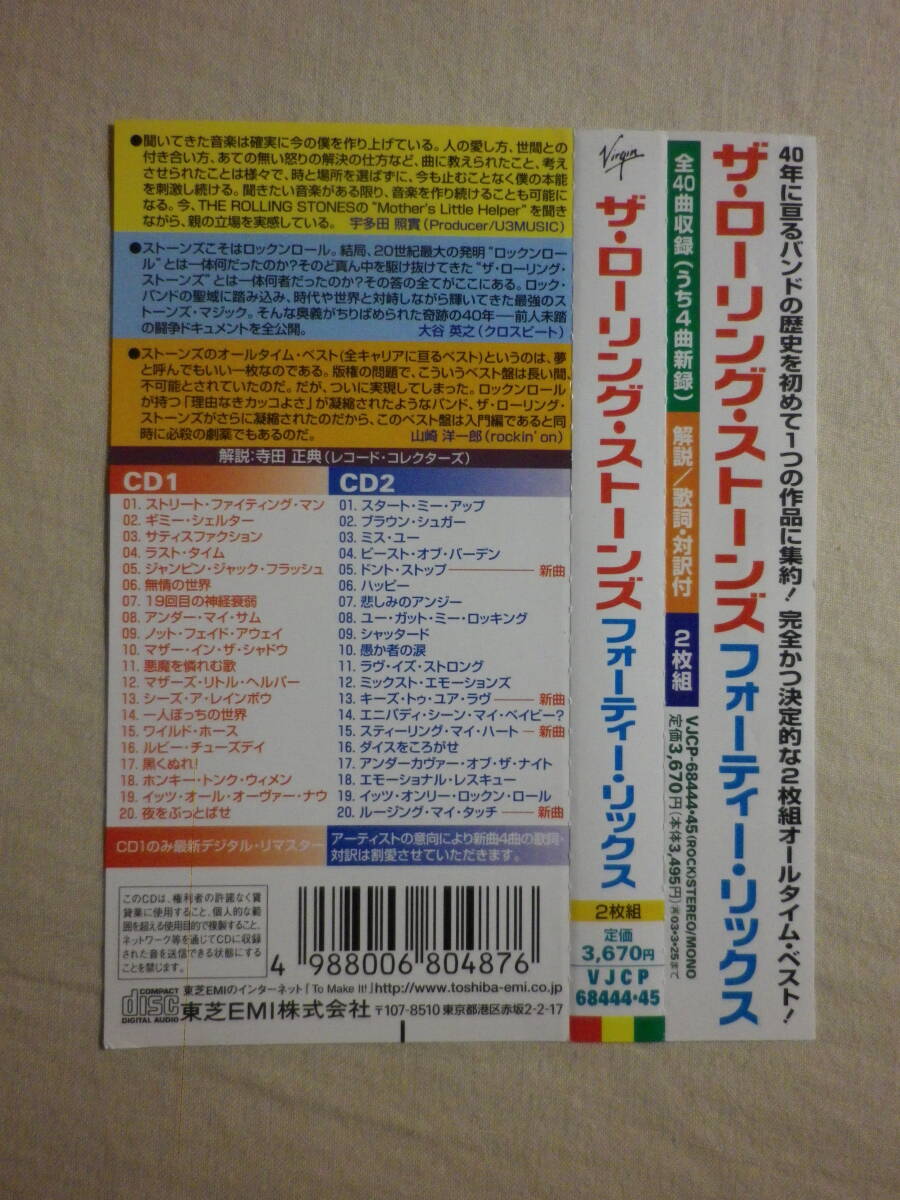 ●聞いてきた音楽は確実に今の僕を作り上げている。人の愛し方、世間との
付き合い方、あての無い怒りの解決の仕方など、曲に教えられたこと、考え
させられたことは様々で、時と場所を選ばずに、今も止むことなく僕の本能
を刺激し続ける。聞きたい音楽がある限り、音楽を作り続けることも可能に
なる。今、THE ROLLING STONESの "Mother's Little Helper" を聞き
ながら、親の立場を実感している。 宇多田 照實(Producer/U3MUSIC)
●ストーンズこそはロックンロール。結局、20世紀最大の発明 "ロックンロー
ル" とは一体何だったのか?そのど真ん中を駆け抜けてきた "ザ・ローリング・
ストーンズ" とは一体何者だったのか?その答の全てがここにある。ロック・
バンドの聖域に踏み込み、時代や世界と対峙しながら輝いてきた最強のス
トーンズ・マジック。そんな奥義がちりばめられた奇跡の40年―前人未踏
の闘争ドキュメントを全公開。 大谷 英之(クロスビート)
●ストーンズのオールタイム・ベスト(全キャリアに亘るベスト)というのは、夢
と呼んでもいい一枚なのである。版権の問題で、こういうベスト盤は長い間、
不可能とされていたのだ。だが、ついに実現してしまった。ロックンロール
が持つ「理由なきカッコよさ」が凝縮されたようなバンド、ザ・ローリング・
ストーンズがさらに凝縮されたのだから、このベスト盤は入門編であると同
時に必殺の劇薬でもあるのだ。 山崎 洋一郎(rockin' on)
解説:寺田 正典(レコード・コレクターズ)
CD1
01. ストリート・ファイティング・マン
02. ギミー・シェルター
03. サティスファクション
04. ラスト・タイム
05. ジャンピン・ジャック・フラッシュ
06. 無情の世界
07. 19回目の神経衰弱
08. アンダー・マイ・サム
09. ノット・フェイド・アウェイ
10. マザー・イン・ザ・シャドウ
11. 悪魔を憐れむ歌
12. マザーズ・リトル・ヘルパー
13. シーズ・ア・レインボウ
14. 一人ぼっちの世界
15. ワイルド・ホース
16. ルビー・チューズデイ
17. 黒くぬれ!
18. ホンキー・トンク・ウィメン
19. イッツ・オール・オーヴァー・ナウ
20. 夜をぶっとばせ
CD1のみ最新デジタル・リマスター
CD2
01. スタート・ミー・アップ
02. ブラウン・シュガー
03. ミス・ユー
04. ビースト・オブ・バーデン
05. ドント・ストップ――新曲
06. ハッピー
07. 悲しみのアンジー
08. ユー・ガット・ミー・ロッキング
09. シャッタード
10. 愚か者の涙
11. ラヴ・イズ・ストロング
12. ミックスト・エモーションズ
13. キーズ・トゥ・ユア・ラヴ―新曲
14. エニバディ・シーン・マイ・ベイビー?
15. スティーリング・マイ・ハート―新曲
16. ダイスをころがせ
17. アンダーカヴァー・オブ・ザ・ナイト
18. エモーショナル・レスキュー
19. イッツ・オンリー・ロックン・ロール
20. ルージング・マイ・タッチ―新曲
アーティストの意向により新曲4曲の歌詞・
対訳は割愛させていただきます。
このCDは、権利者の許諾なく賃
貸業に使用すること、個人的な範
囲を超える使用目的で複製すること、
ネットワーク等を通じてCDに収録
された音を送信できる状態にする
ことを禁じます。
4 988006 804876
COMPACT disc DIGITAL AUDIO
東芝EMIのインターネット「To Make It!」http://www.toshiba-emi.co.jp
東芝EMI株式会社 〒107-8510 東京都港区赤坂2-2-17
Virgin
ザ・ローリング・ストーンズ フォーティー・リックス
2枚組
定価
3,670円
VJCP
68444・45
40年に亘るバンドの歴史を初めて1つの作品に集約! 完全かつ決定的な2枚組オールタイム・ベスト!
ザ・ローリング・ストーンズ フォーティー・リックス
全40曲収録(うち4曲新録) 解説/歌詞・対訳付 2枚組
VJCP-68444・45(ROCK)STEREO/MONO
定価3,670円(本体3,495円) 03・3・25まで